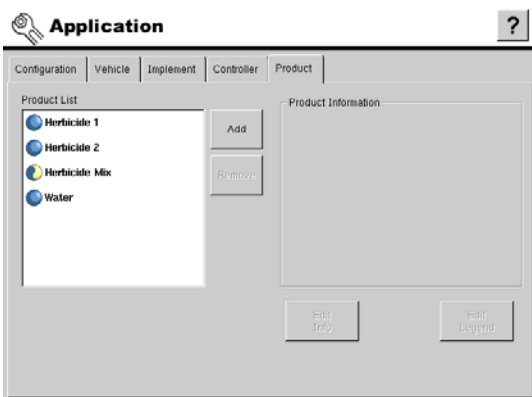 Application
?
Configuration Vehicle Implement Controller Product
Product List
Product Information
Herbicide 1
Herbicide 2
Herbicide Mix
Water
Add
Remove
Edit
Info
Edit
Legend